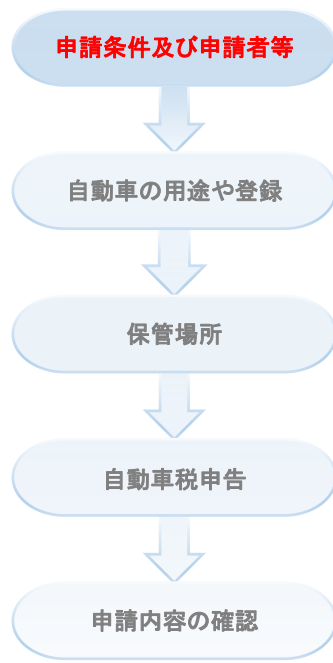 申請条件及び申請者等
自動車の用途や登録
保管場所
自動車税申告
申請内容の確認